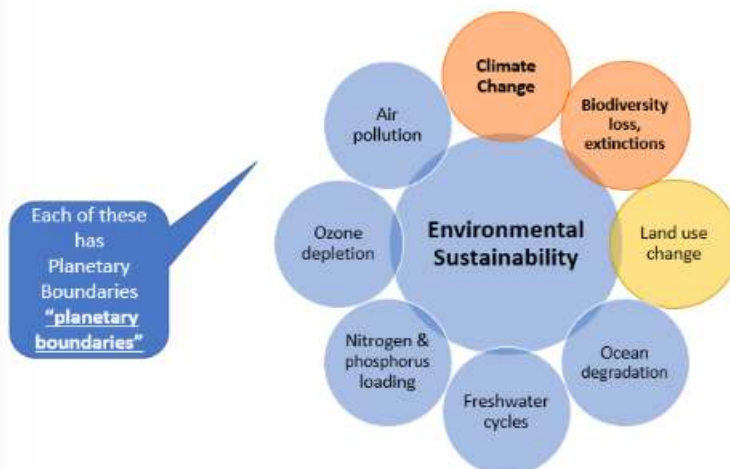 Climate
Change
Biodiversity
loss,
extinctions
Land use
change
Ocean
degradation
Freshwater
cycles
Nitrogen &
phosphorus
loading
Ozone
depletion
Air
pollution
Environmental
Sustainability
Each of these
has
Planetary
Boundaries
“planetary
boundaries”